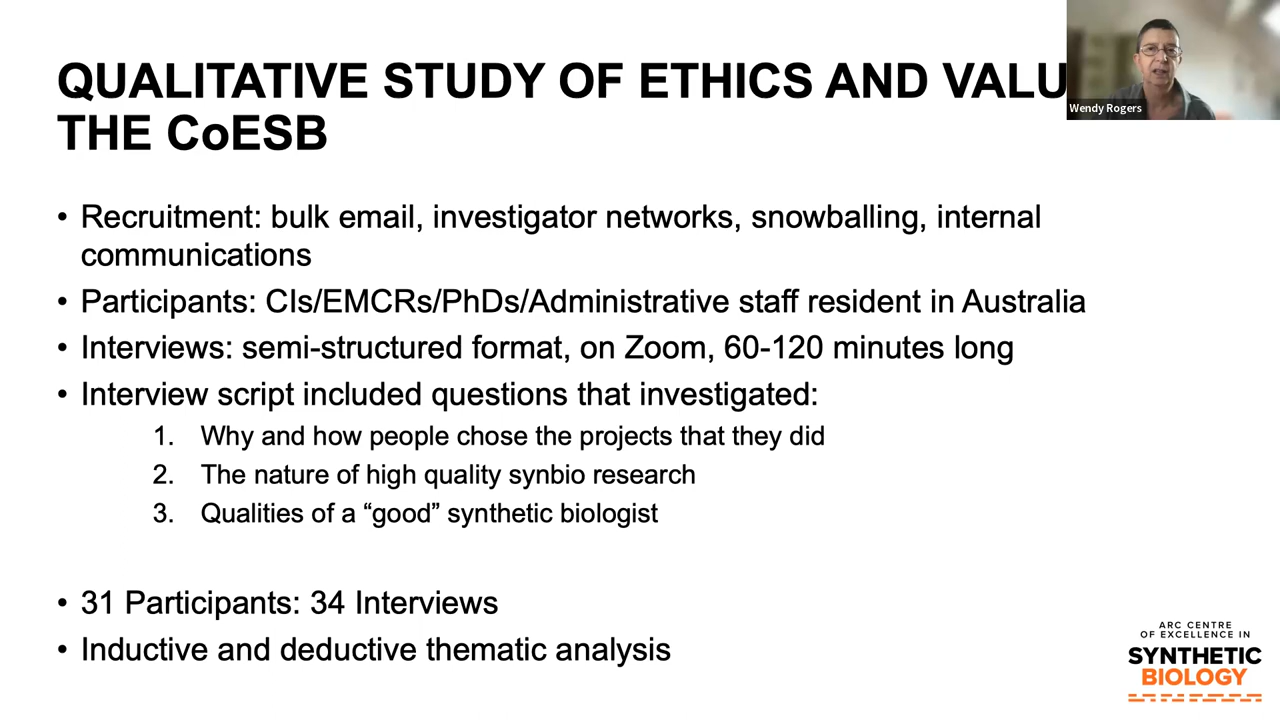 QUALITATIVE STUDY OF ETHICS AND VALU
THE CoESB
Wendy Rogers
• Recruitment: bulk email, investigator networks, snowballing, internal
communications
• Participants: CIs/EMCRs/PhDs/Administrative staff resident in Australia
• Interviews: semi-structured format, on Zoom, 60-120 minutes long
• Interview script included questions that investigated:
1. Why and how people chose the projects that they did
2. The nature of high quality synbio research
3. Qualities of a “good” synthetic biologist
• 31 Participants: 34 Interviews
• Inductive and deductive thematic analysis
ARC CENTRE
OF EXCELLENCE IN
SYNTHETIC
BIOLOGY